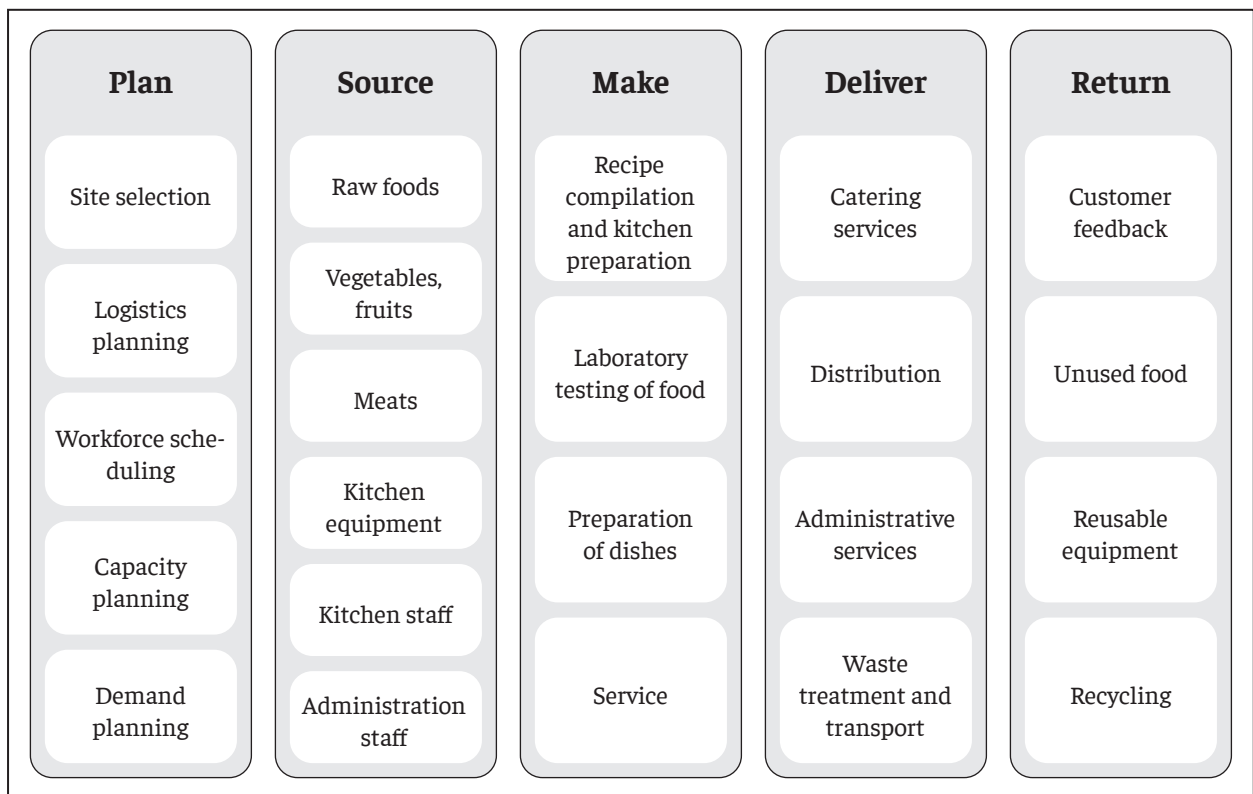 Plan
Site selection
Logistics
planning
Workforce sche-
duling
Capacity
planning
Demand
planning
Source
Raw foods
Vegetables,
fruits
Meats
Kitchen
equipment
Kitchen staff
Administration
staff
Make
Recipe
compilation
and kitchen
preparation
Laboratory
testing of food
Preparation
of dishes
Service
Deliver
Catering
services
Distribution
Administrative
services
Waste
treatment and
transport
Return
Customer
feedback
Unused food
Reusable
equipment
Recycling